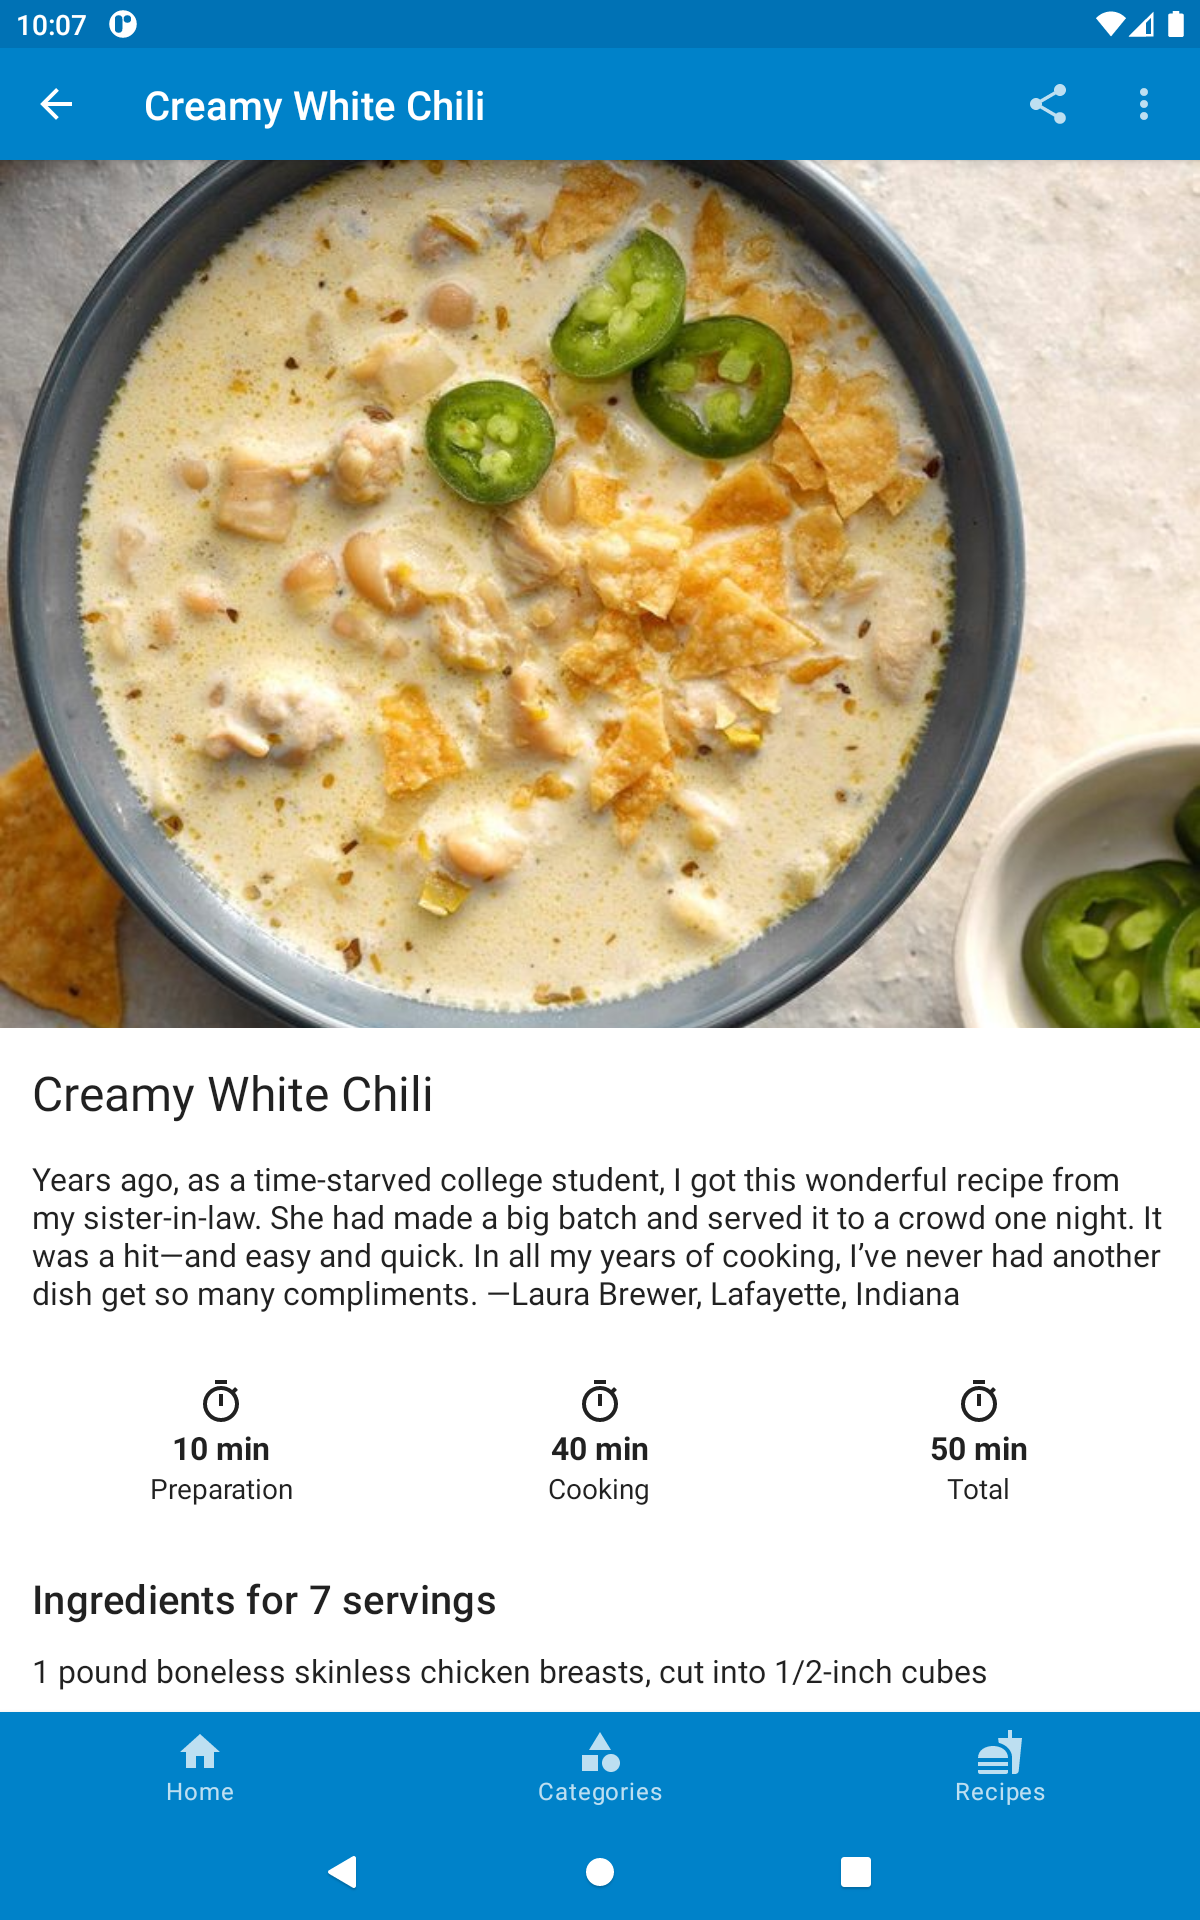 10:07
Creamy White Chili
Creamy White Chili
Years ago, as a time-starved college student, I got this wonderful recipe from
my sister-in-law. She had made a big batch and served it to a crowd one night. It
was a hit—and easy and quick. In all my years of cooking, I’ve never had another
dish get so many compliments. —Laura Brewer, Lafayette, Indiana
10 min
Preparation
40 min
Cooking
50 min
Total
Ingredients for 7 servings
1 pound boneless skinless chicken breasts, cut into 1/2-inch cubes
Home
Categories
Recipes